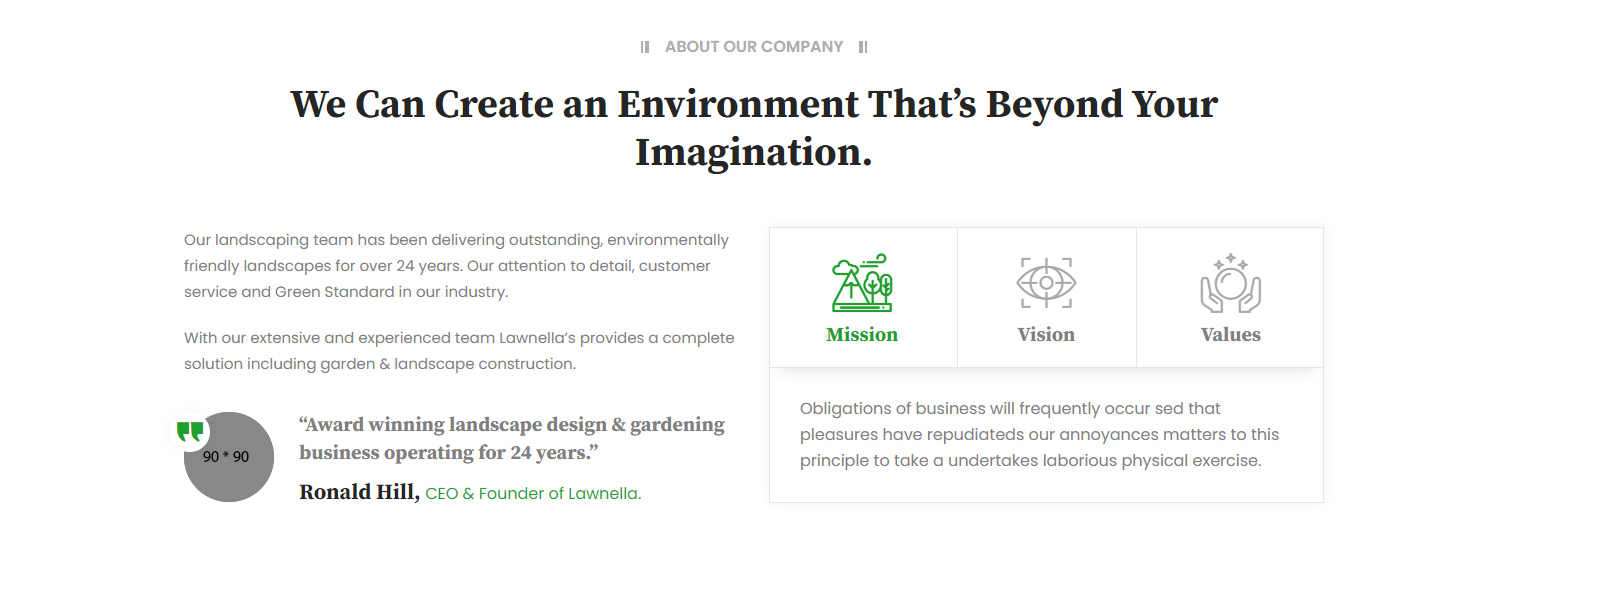 ABOUT OUR COMPANY
We Can Create an Environment That’s Beyond Your
Imagination.
Our landscaping team has been delivering outstanding, environmentally
friendly landscapes for over 24 years. Our attention to detail, customer
service and Green Standard in our industry.
With our extensive and experienced team Lawnella’s provides a complete
solution including garden & landscape construction.
90 * 90
“Award winning landscape design & gardening
business operating for 24 years.”
Ronald Hill, CEO & Founder of Lawnella.
Mission
Vision
Values
Obligations of business will frequently occur sed that
pleasures have repudiateds our annoyances matters to this
principle to take a undertakes laborious physical exercise.